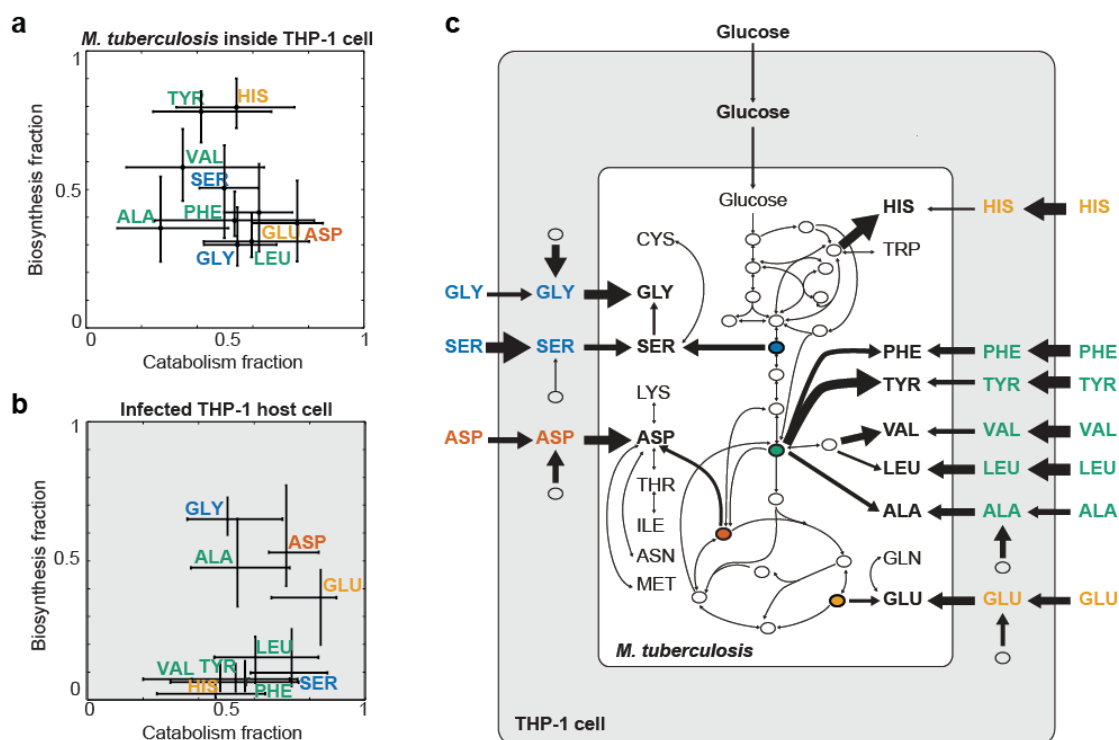 a
M. tuberculosis inside THP-1 cell
1
TYR
HIS
VAL
0.5
SER
ALA
PHE
GLU
ASP
GLY
LEU
0
0
0.5
1
Biosynthesis fraction
Catabolism fraction
b
Infected THP-1 host cell
1
GLY
ASP
0.5
ALA
GLU
LEU
VAL
TYR
HIS
PHE
SER
0
0
0.5
1
Biosynthesis fraction
Catabolism fraction
c
Glucose
Glucose
Glucose
HIS
HIS
HIS
CYS
TRP
GLY
GLY
GLY
SER
SER
SER
PHE
PHE
PHE
TYR
TYR
TYR
LYS
ASP
ASP
ASP
VAL
VAL
VAL
LEU
LEU
LEU
THR
ALA
ALA
ALA
ILE
ASN
GLN
MET
GLU
GLU
GLU
M. tuberculosis
THP-1 cell